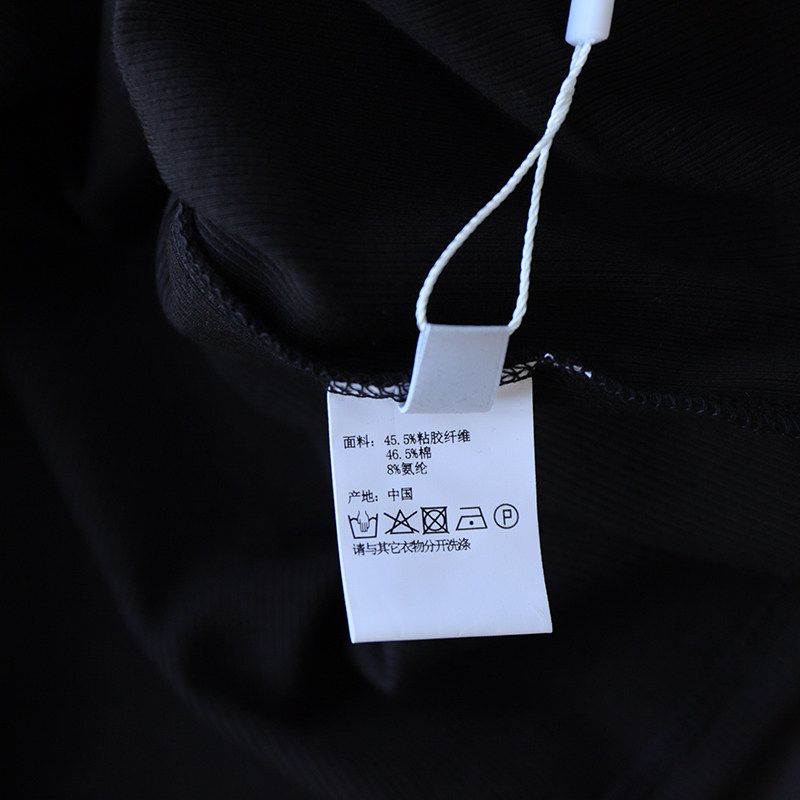 面料：45.5%粘胶纤维
46.5%棉
8%氨纶
产地：中国
P
请与其它衣物分开洗涤